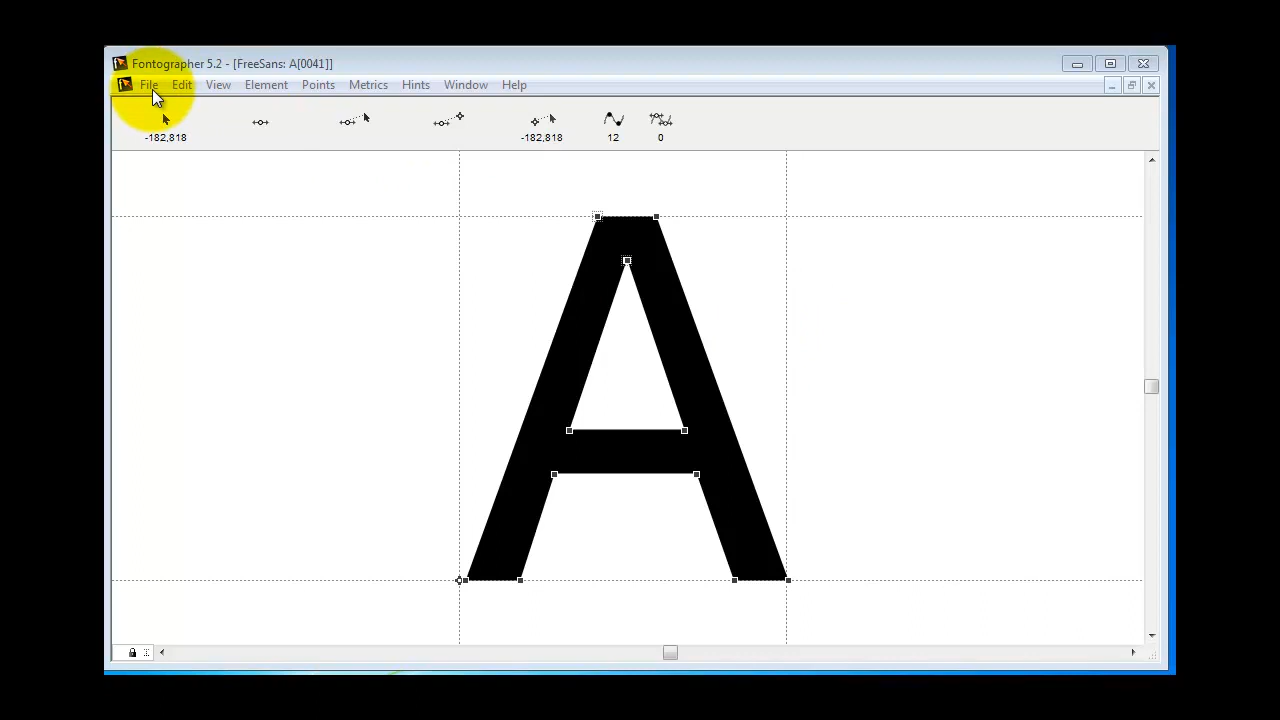 Fontographer 5.2 - [FreeSans: A[0041]]
File Edit View Element Points Metrics Hints Window Help
-182,818 -182,818 12 0
A